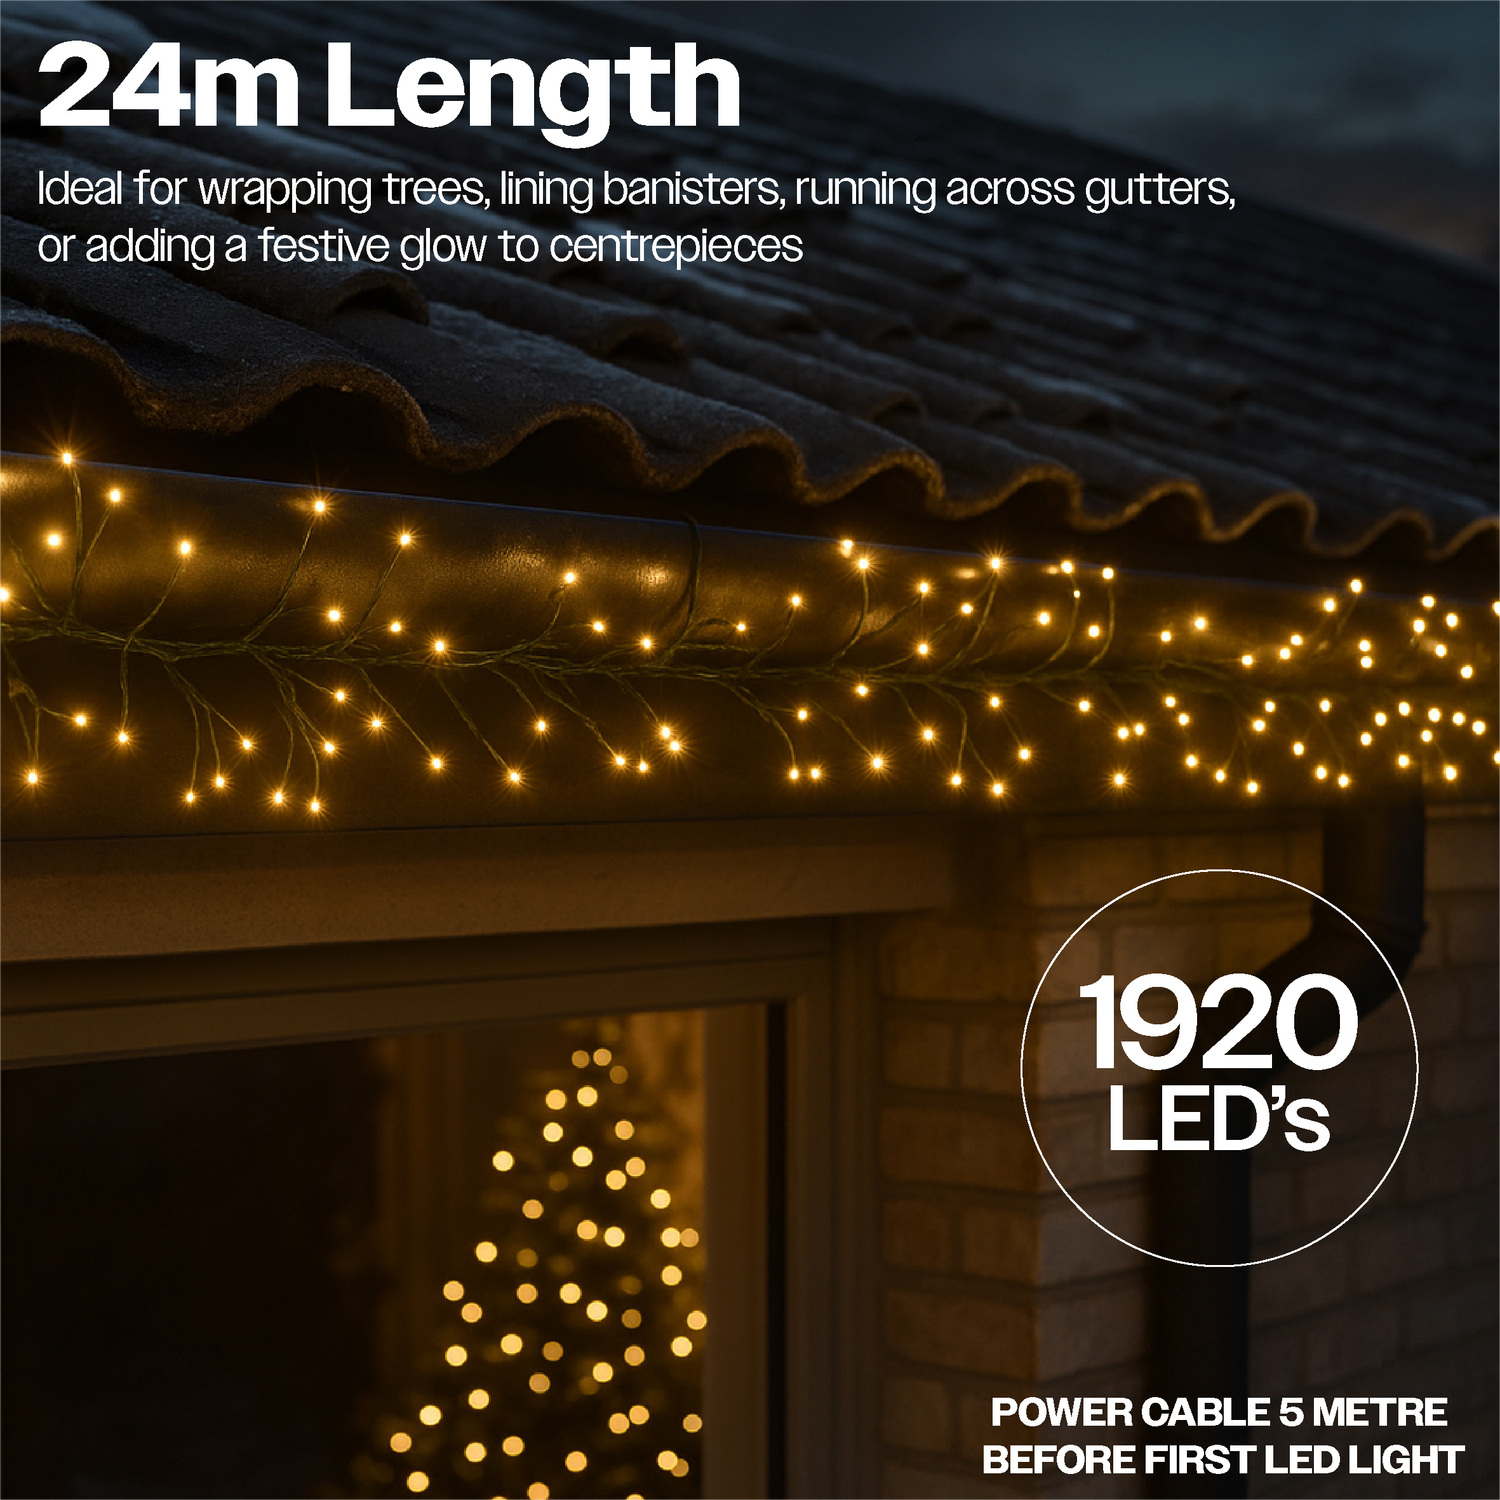 24m Length
Ideal for wrapping trees, lining banisters, running across gutters,
or adding a festive glow to centrepieces
1920
LED's
POWER CABLE 5 METRE
BEFORE FIRST LED LIGHT